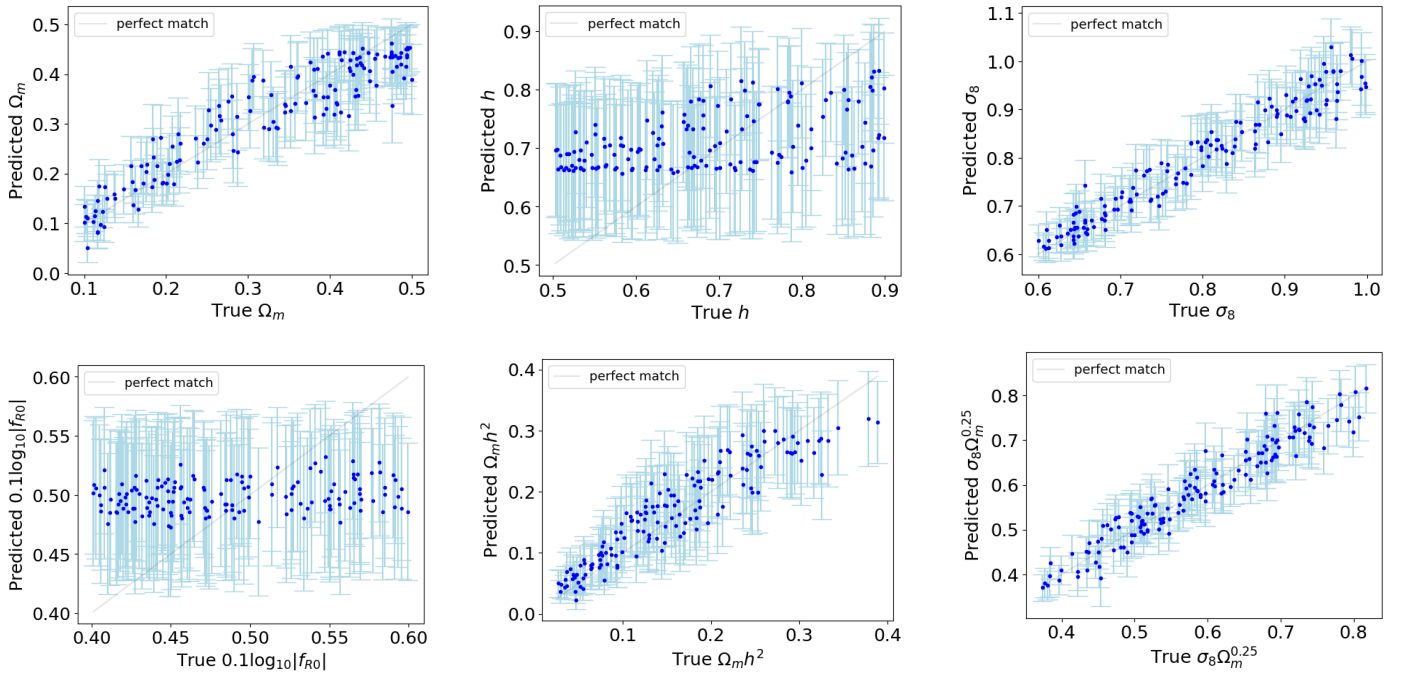 perfect match
0.5
0.4
0.3
0.2
0.1
0.0
Predicted Ωₘ
0.1 0.2 0.3 0.4 0.5
True Ωₘ
perfect match
0.9
0.8
0.7
0.6
0.5
Predicted h
0.5 0.6 0.7 0.8 0.9
True h
perfect match
1.1
1.0
0.9
0.8
0.7
0.6
Predicted σ₈
0.6 0.7 0.8 0.9 1.0
True σ₈
perfect match
0.60
0.55
0.50
0.45
0.40
Predicted 0.1log₁₀|f_{R0}|
0.40 0.45 0.50 0.55 0.60
True 0.1log₁₀|f_{R0}|
perfect match
0.4
0.3
0.2
0.1
0.0
Predicted Ωₘh²
0.1 0.2 0.3 0.4
True Ωₘh²
perfect match
0.8
0.7
0.6
0.5
0.4
Predicted σ₈Ωₘ^{0.25}
0.4 0.5 0.6 0.7 0.8
True σ₈Ωₘ^{0.25}